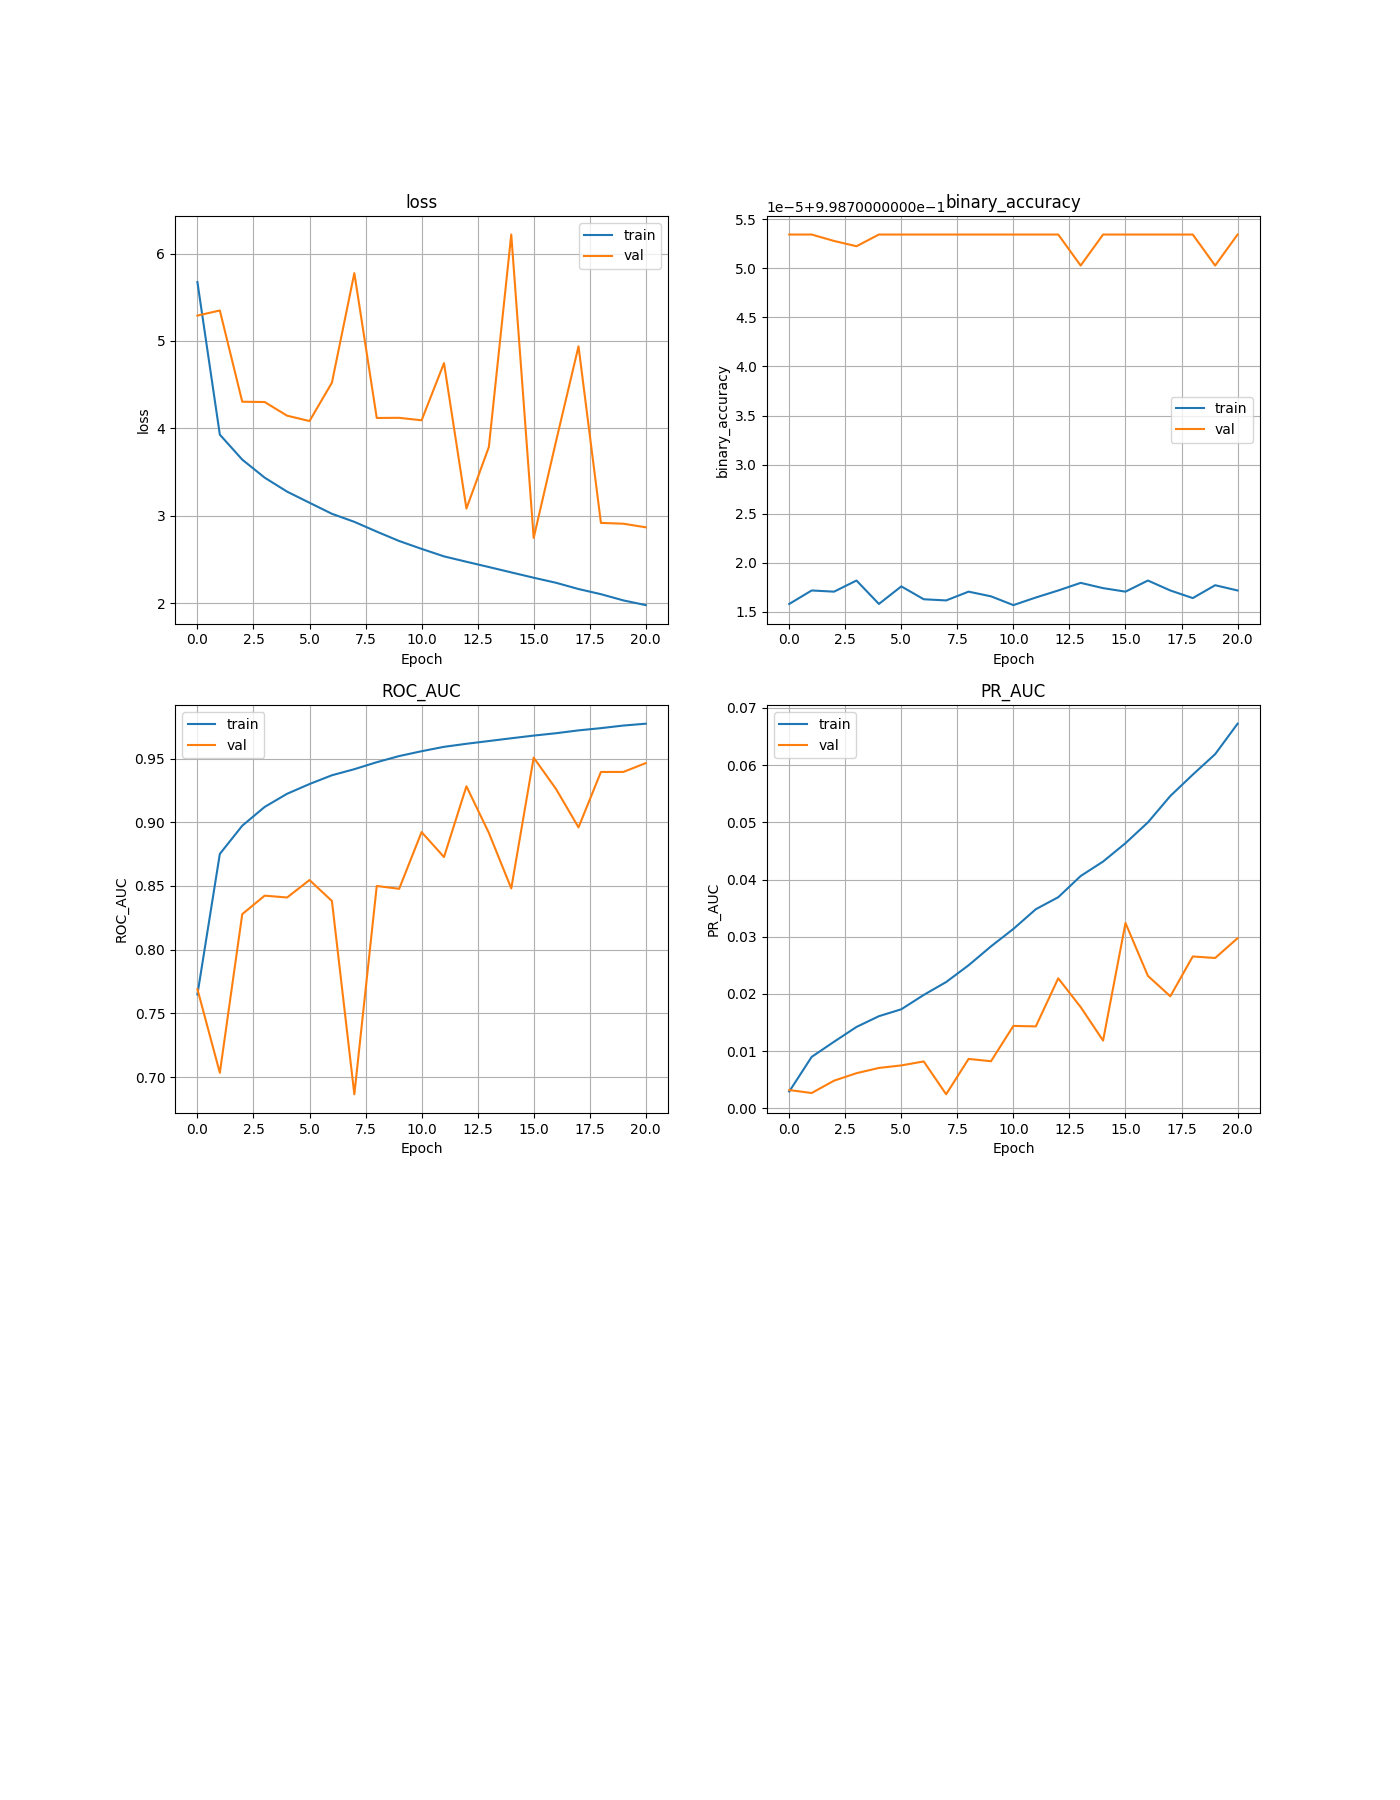 loss
train
val
6
5
4
3
2
loss
0.0 2.5 5.0 7.5 10.0 12.5 15.0 17.5 20.0
Epoch
1e−5+9.9870000000e−1 binary_accuracy
5.5
5.0
4.5
4.0
3.5
3.0
2.5
2.0
1.5
binary_accuracy
train
val
0.0 2.5 5.0 7.5 10.0 12.5 15.0 17.5 20.0
Epoch
ROC_AUC
train
val
0.95
0.90
0.85
0.80
0.75
0.70
ROC_AUC
0.0 2.5 5.0 7.5 10.0 12.5 15.0 17.5 20.0
Epoch
PR_AUC
train
val
0.07
0.06
0.05
0.04
0.03
0.02
0.01
0.00
PR_AUC
0.0 2.5 5.0 7.5 10.0 12.5 15.0 17.5 20.0
Epoch